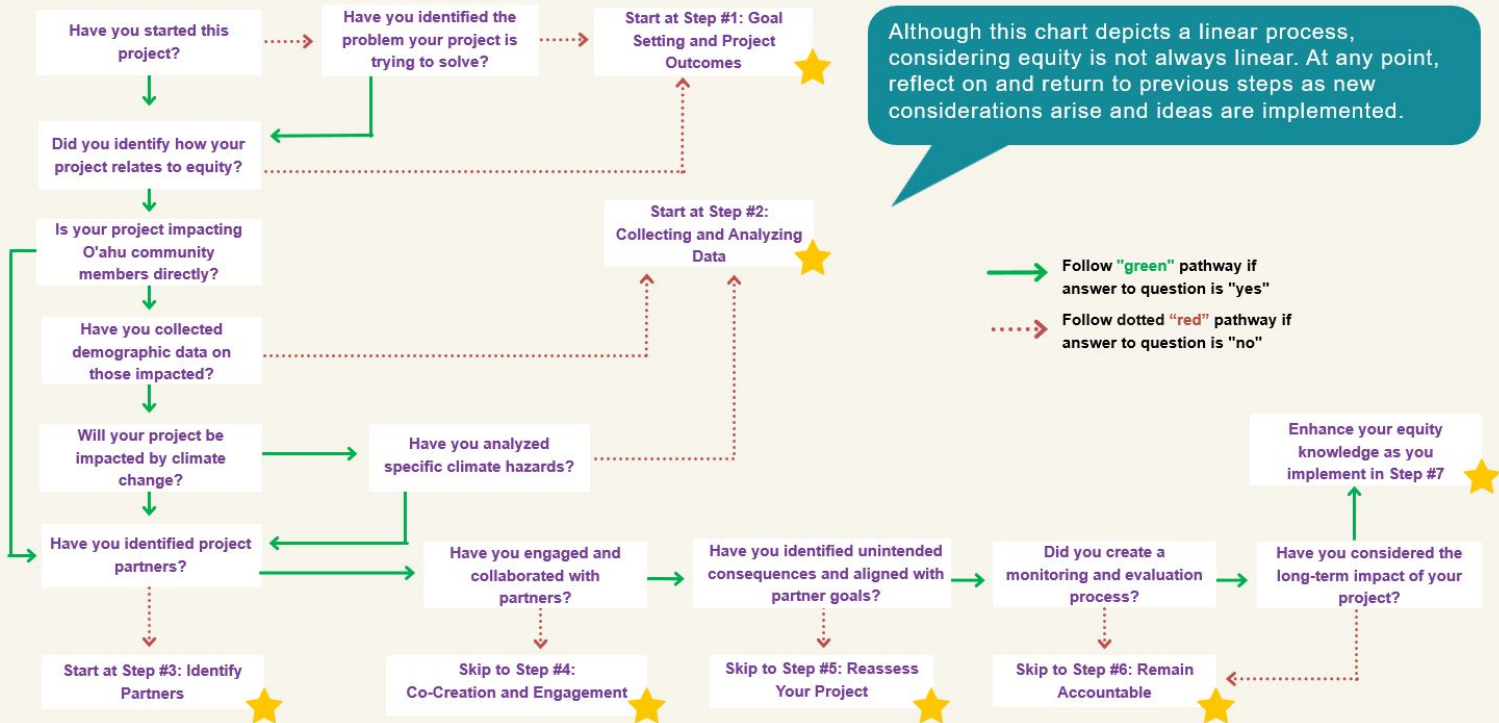 Have you started this
project?
Have you identified the
problem your project is
trying to solve?
Start at Step #1: Goal
Setting and Project
Outcomes
Although this chart depicts a linear process,
considering equity is not always linear. At any point,
reflect on and return to previous steps as new
considerations arise and ideas are implemented.
Did you identify how your
project relates to equity?
Is your project impacting
O'ahu community
members directly?
Start at Step #2:
Collecting and Analyzing
Data
Follow "green" pathway if
answer to question is "yes"
Follow dotted “red” pathway if
answer to question is "no"
Have you collected
demographic data on
those impacted?
Will your project be
impacted by climate
change?
Have you analyzed
specific climate hazards?
Enhance your equity
knowledge as you
implement in Step #7
Have you identified project
partners?
Have you engaged and
collaborated with
partners?
Have you identified unintended
consequences and aligned with
partner goals?
Did you create a
monitoring and evaluation
process?
Have you considered the
long-term impact of your
project?
Start at Step #3: Identify
Partners
Skip to Step #4:
Co-Creation and Engagement
Skip to Step #5: Reassess
Your Project
Skip to Step #6: Remain
Accountable